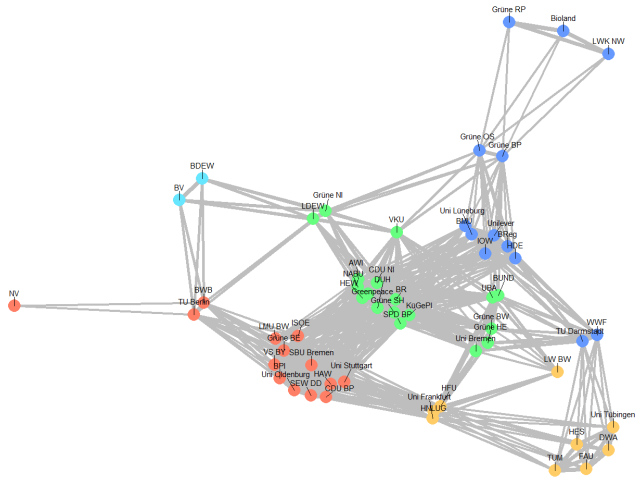 Grüne RP
Bioland
LWK NW
Grüne OS
Grüne BP
BDEW
BV
Grüne NI
LDEW
VKU
Uni Lüneburg
BMU
Unilever
BReg
IOW
HDE
AWI
CDU NI
NABU
DUH
HEW
BUND
UBA
Greenpeace
BR
Grüne SH
KüGePl
SPD BP
NV
BWB
TU Berlin
Grüne BW
Grüne HE
Uni Bremen
WWF
TU Darmstadt
LMU BW
ISOE
Grüne BE
VS BY
SBU Bremen
BPI
Uni Oldenburg
HAW
Uni Stuttgart
SEW DD
CDU BP
LW BW
HFU
Uni Frankfurt
HNLUG
Uni Tübingen
HES
DWA
TUM
FAU